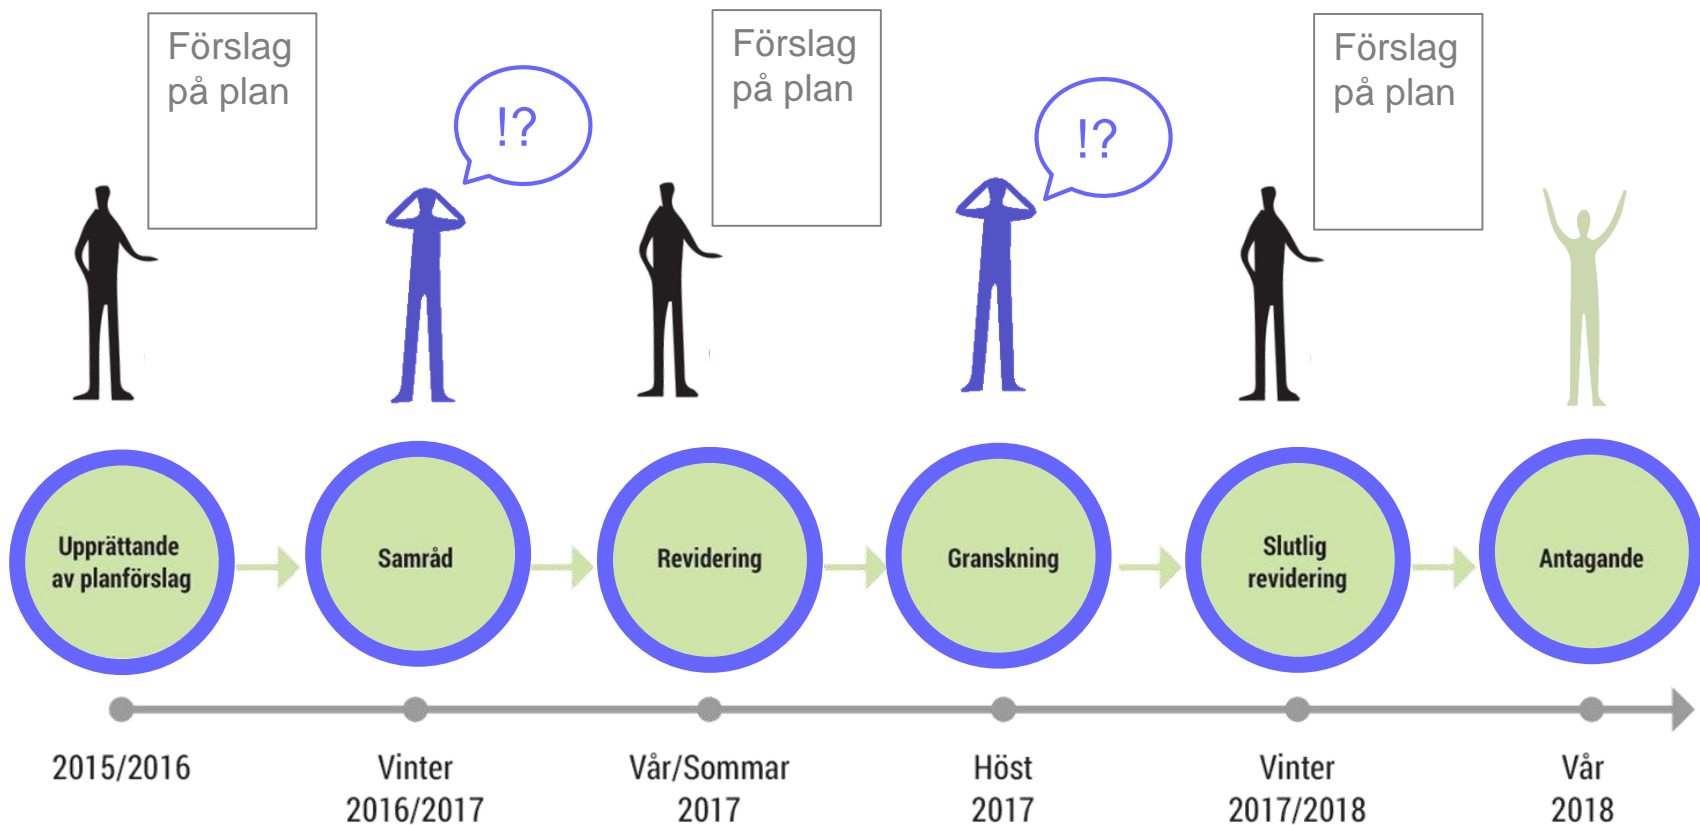 Förslag
på plan
!?
Förslag
på plan
!?
Förslag
på plan
Upprättande
av planförslag
Samråd
Revidering
Granskning
Slutlig
revidering
Antagande
2015/2016
Vinter
2016/2017
Vår/Sommar
2017
Höst
2017
Vinter
2017/2018
Vår
2018